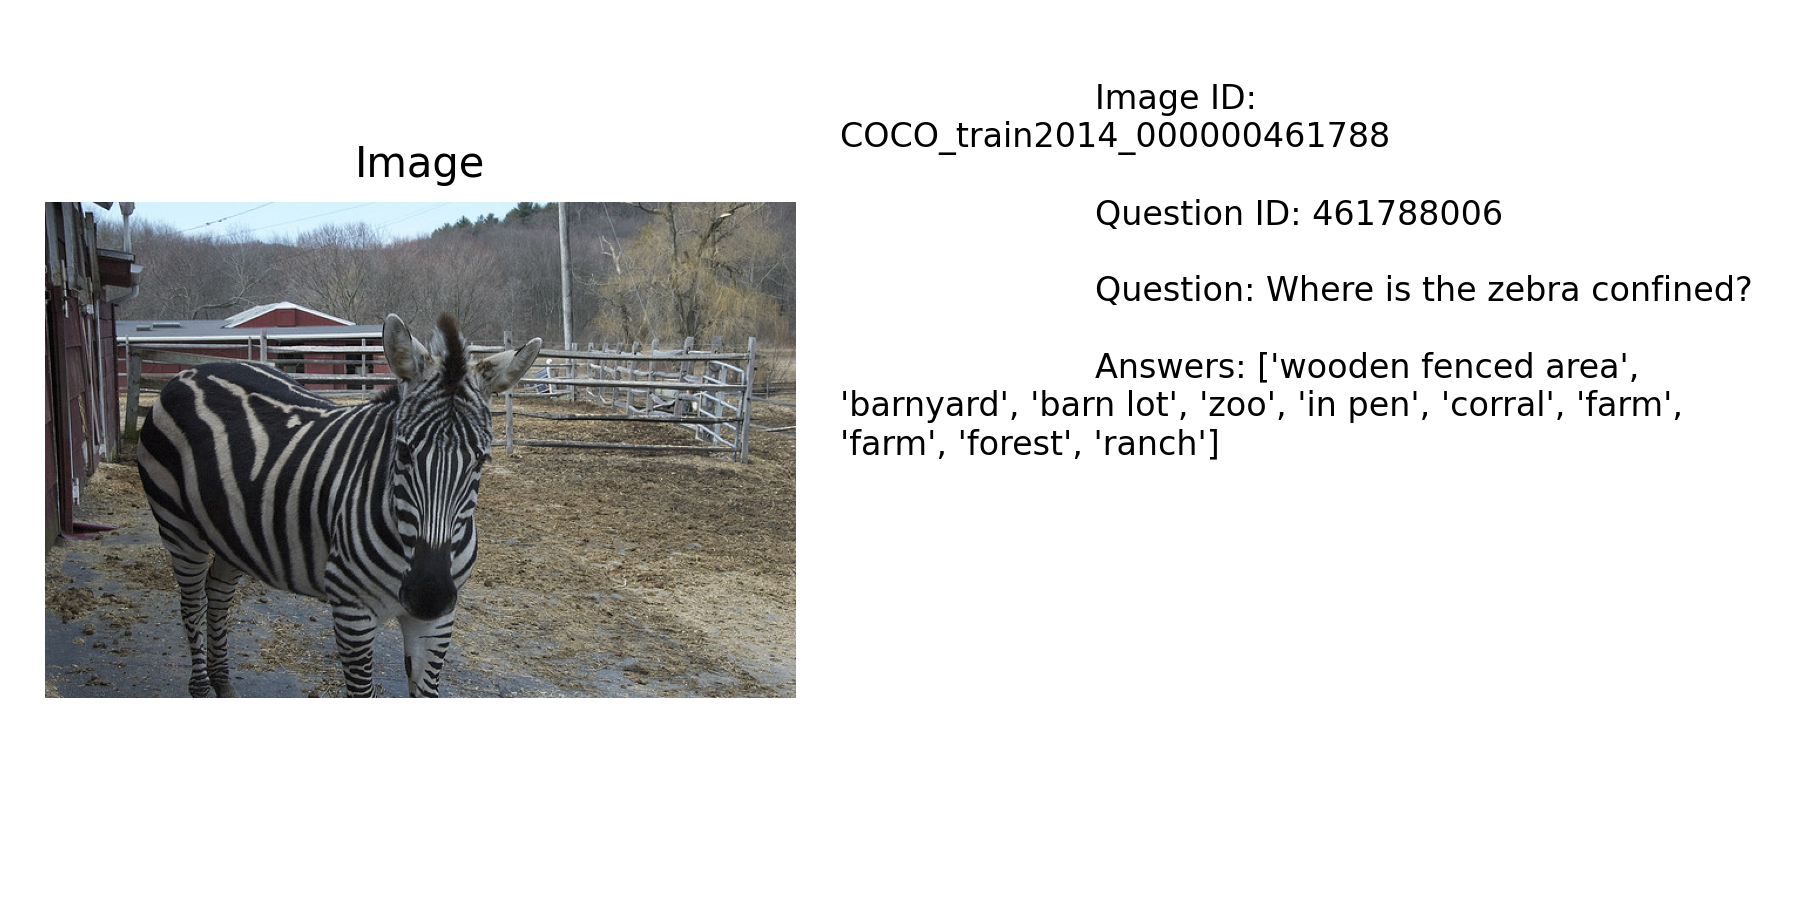 Image
Image ID:
COCO_train2014_000000461788
Question ID: 461788006
Question: Where is the zebra confined?
Answers: ['wooden fenced area',
'barnyard', 'barn lot', 'zoo', 'in pen', 'corral', 'farm',
'farm', 'forest', 'ranch']